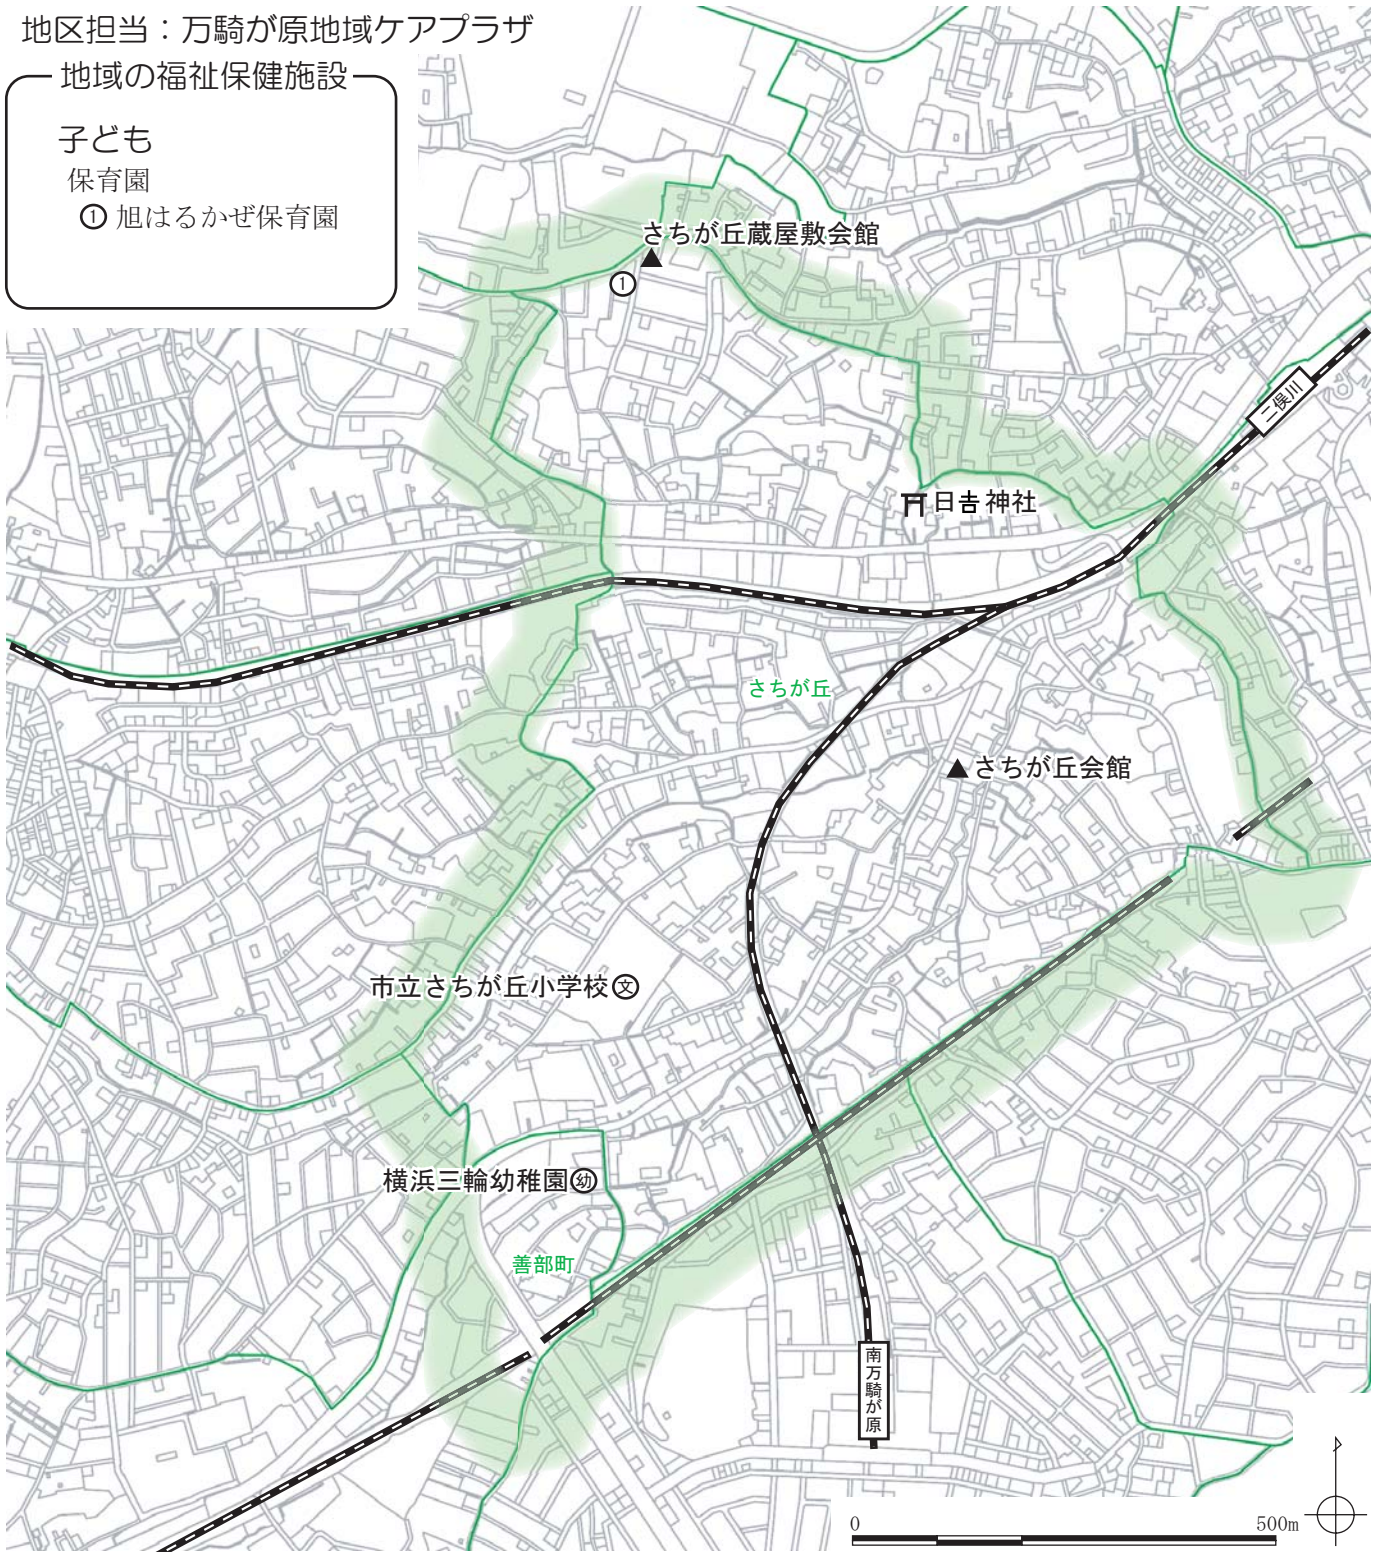 地区担当：万騎が原地域ケアプラザ
地域の福祉保健施設
子ども
保育園
① 旭はるかぜ保育園
さちが丘蔵屋敷会館
①
二俣川
日吉神社
さちが丘
さちが丘会館
市立さちが丘小学校㊛
横浜三輪幼稚園㊕
善部町
南万騎が原
0 500m